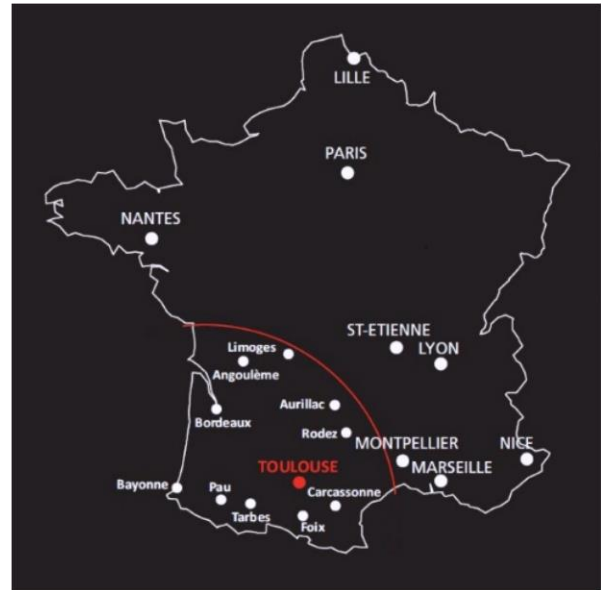 LILLE
PARIS
NANTES
ST-ETIENNE
LYON
Limoges
Angoulème
Aurillac
Bordeaux
Rodez
MONTPELLIER
NICE
TOULOUSE
MARSEILLE
Bayonne
Pau
Carcassonne
Tarbes
Foix